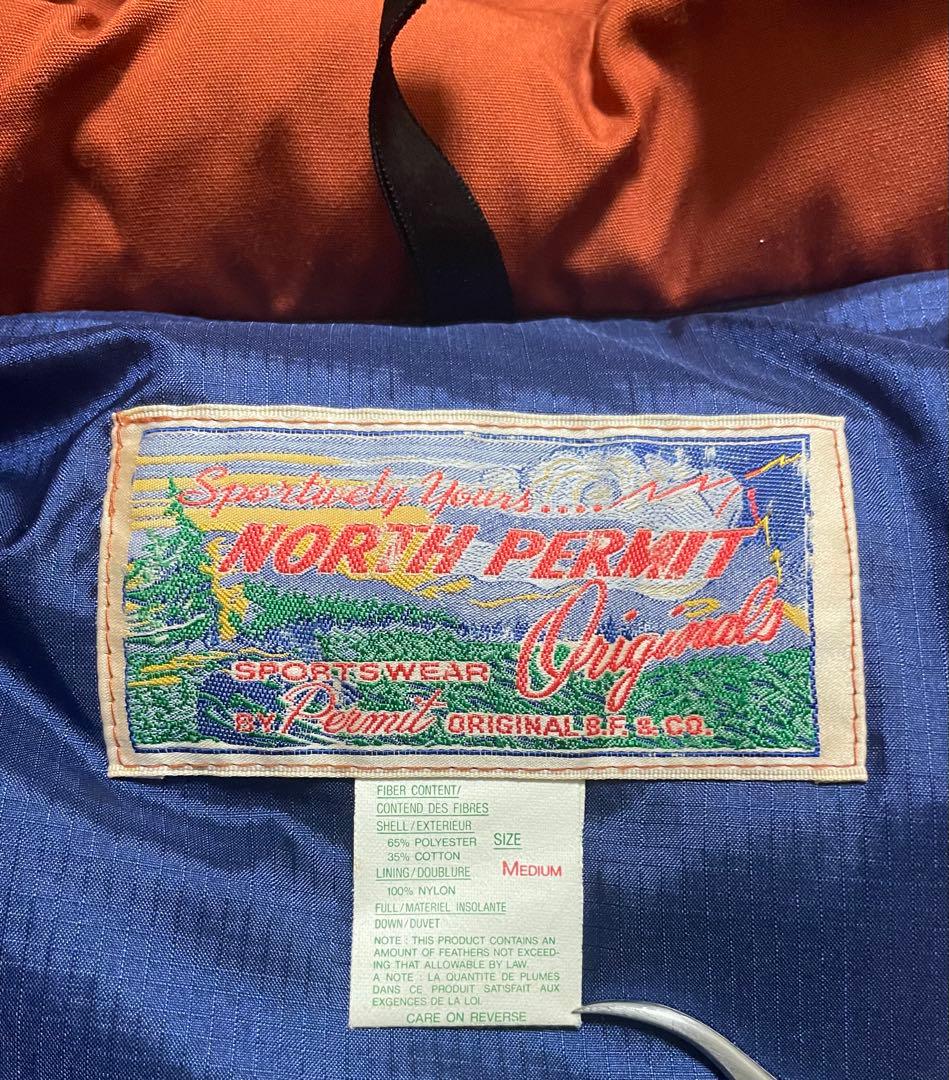 Sportively Yours....
NORTH PERMIT
Originals
SPORTSWEAR
BY Permit ORIGINAL B.F. & CO.
FIBER CONTENT/
CONTEND DES FIBRES
SHELL/EXTERIEUR
65% POLYESTER SIZE
35% COTTON
LINING/DOUBLURE MEDIUM
100% NYLON
FULL/MATERIEL INSOLANTE
DOWN/DUVET
NOTE : THIS PRODUCT CONTAINS AN
AMOUNT OF FEATHERS NOT EXCEED-
ING THAT ALLOWABLE BY LAW.
A NOTE : LA QUANTITE DE PLUMES
DANS CE PRODUIT SATISFAIT AUX
EXGENCES DE LA LOI.
CARE ON REVERSE